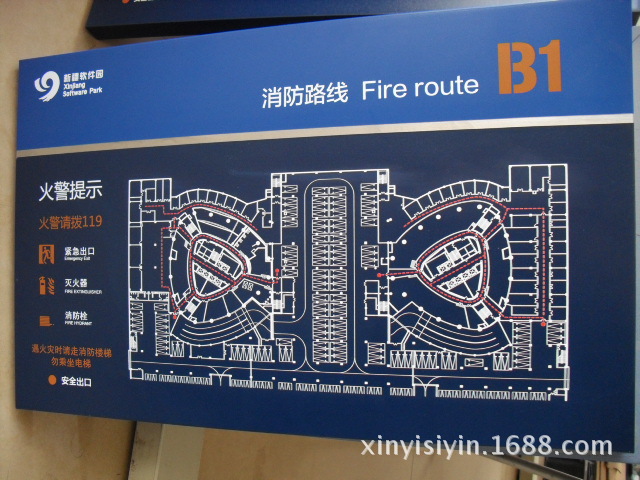 新疆软件园
Xinjiang
Software Park
消防路线 Fire route B1
火警提示
火警请拨119
紧急出口
Emergency Exit
灭火器
FIRE EXTINGUISHER
消防栓
FIRE HYDRANT
遇火灾时请走消防楼梯
勿乘坐电梯
安全出口
xinyisiyin.1688.com